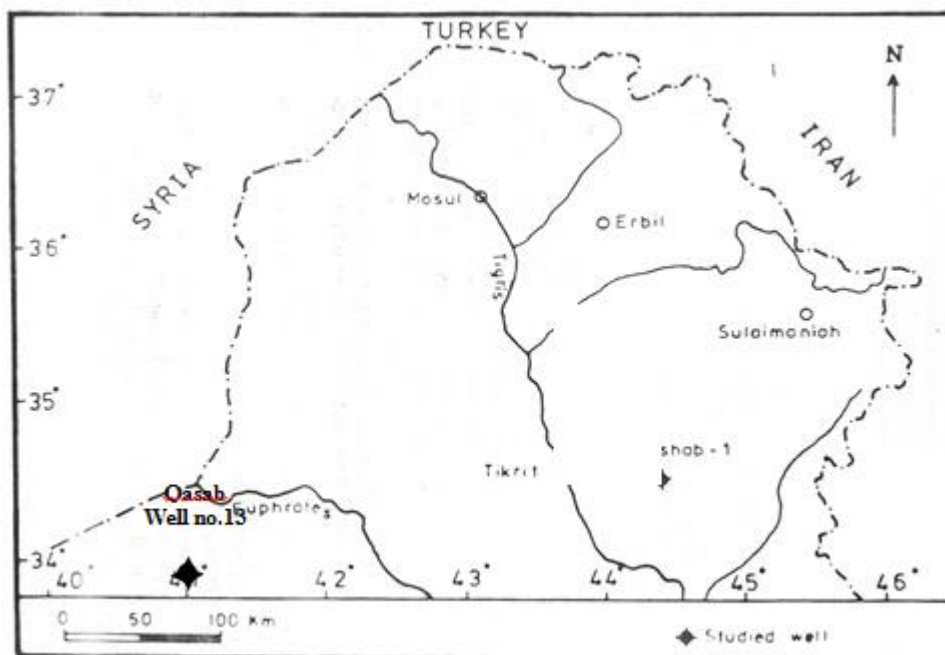 TURKEY
N
37°
IRAN
SYRIA
Mosul
Erbil
36°
Tigris
Sulaimaniah
35°
shab-1
Tikrit
Qasab
Well no.13
Euphrates
34°
40° 42° 43° 44° 45° 46°
0 50 100 Km
Studied well